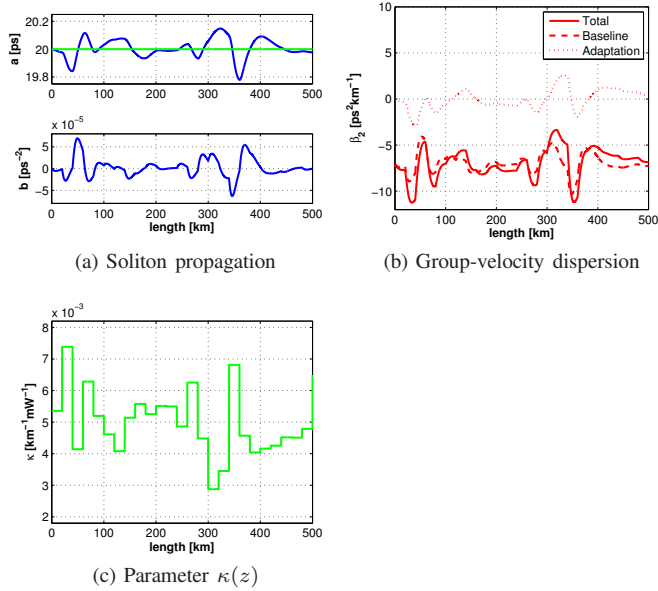 a [ps]
20.2
20
19.8
0 100 200 300 400 500
x 10⁻⁵
b [ps⁻²]
5
0
−5
0 100 200 300 400 500
length [km]
(a) Soliton propagation
β₂ [ps²km⁻¹]
10
5
0
−5
−10
0 100 200 300 400 500
length [km]
Total
Baseline
Adaptation
(b) Group-velocity dispersion
x 10⁻³
κ [km⁻¹mW⁻¹]
8
7
6
5
4
3
2
0 100 200 300 400 500
length [km]
(c) Parameter κ(z)